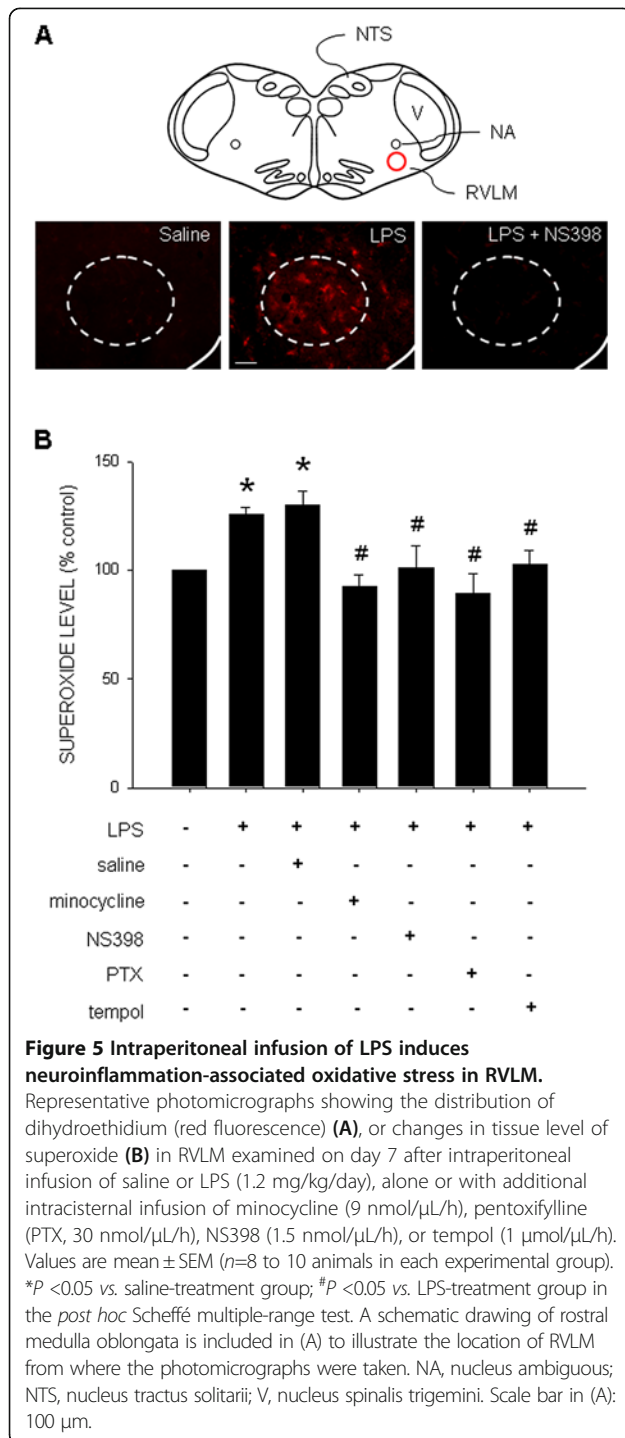 A
NTS
V
NA
RVLM
Saline
LPS
LPS + NS398
B
SUPEROXIDE LEVEL (% control)
150
100
50
0
* * # # # #
LPS - + + + + + +
saline - - + - - - -
minocycline - - - + - - -
NS398 - - - - + - -
PTX - - - - - + -
tempol - - - - - - +
Figure 5 Intraperitoneal infusion of LPS induces
neuroinflammation-associated oxidative stress in RVLM.
Representative photomicrographs showing the distribution of
dihydroethidium (red fluorescence) (A), or changes in tissue level of
superoxide (B) in RVLM examined on day 7 after intraperitoneal
infusion of saline or LPS (1.2 mg/kg/day), alone or with additional
intracisternal infusion of minocycline (9 nmol/μL/h), pentoxifylline
(PTX, 30 nmol/μL/h), NS398 (1.5 nmol/μL/h), or tempol (1 μmol/μL/h).
Values are mean ± SEM (n=8 to 10 animals in each experimental group).
*P <0.05 vs. saline-treatment group; #P <0.05 vs. LPS-treatment group in
the post hoc Scheffé multiple-range test. A schematic drawing of rostral
medulla oblongata is included in (A) to illustrate the location of RVLM
from where the photomicrographs were taken. NA, nucleus ambiguous;
NTS, nucleus tractus solitarii; V, nucleus spinalis trigemini. Scale bar in (A):
100 μm.